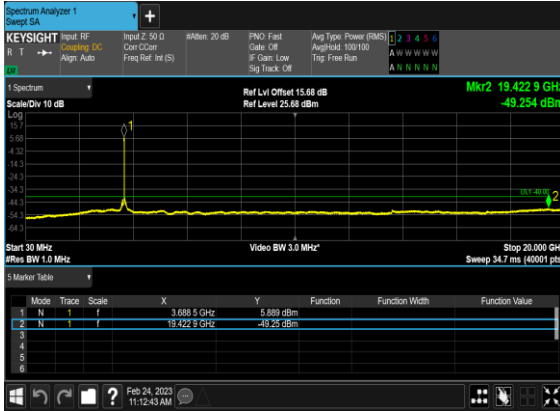 Spectrum Analyzer 1
Swept SA
+
KEYSIGHT
R T
Input: RF
Coupling: DC
Align: Auto
Input Z: 50 Ω
Corr CCorr
Freq Ref: Int (S)
#Atten: 20 dB
PNO: Fast
Gate: Off
IF Gain: Low
Sig Track: Off
Avg Type: Power (RMS)
Avg|Hold: 100/100
Trig: Free Run
1 2 3 4 5 6
A W W W W W
A N N N N N
1 Spectrum
Scale/Div 10 dB
Ref Lvl Offset 15.68 dB
Ref Level 25.68 dBm
Mkr2 19.422 9 GHz
-49.254 dBm
Log
15.7
5.68
-4.32
-14.3
-24.3
-34.3
-44.3
-54.3
-64.3
1
DL1 -40.00
2
Start 30 MHz
#Res BW 1.0 MHz
Video BW 3.0 MHz*
Stop 20.000 GHz
Sweep 34.7 ms (40001 pts
5 Marker Table
Mode Trace Scale X Y Function Function Width Function Value
1 N 1 f 3.688 5 GHz 5.889 dBm
2 N 1 f 19.422 9 GHz -49.25 dBm
3
4
5
6
?
Feb 24, 2023
11:12:43 AM